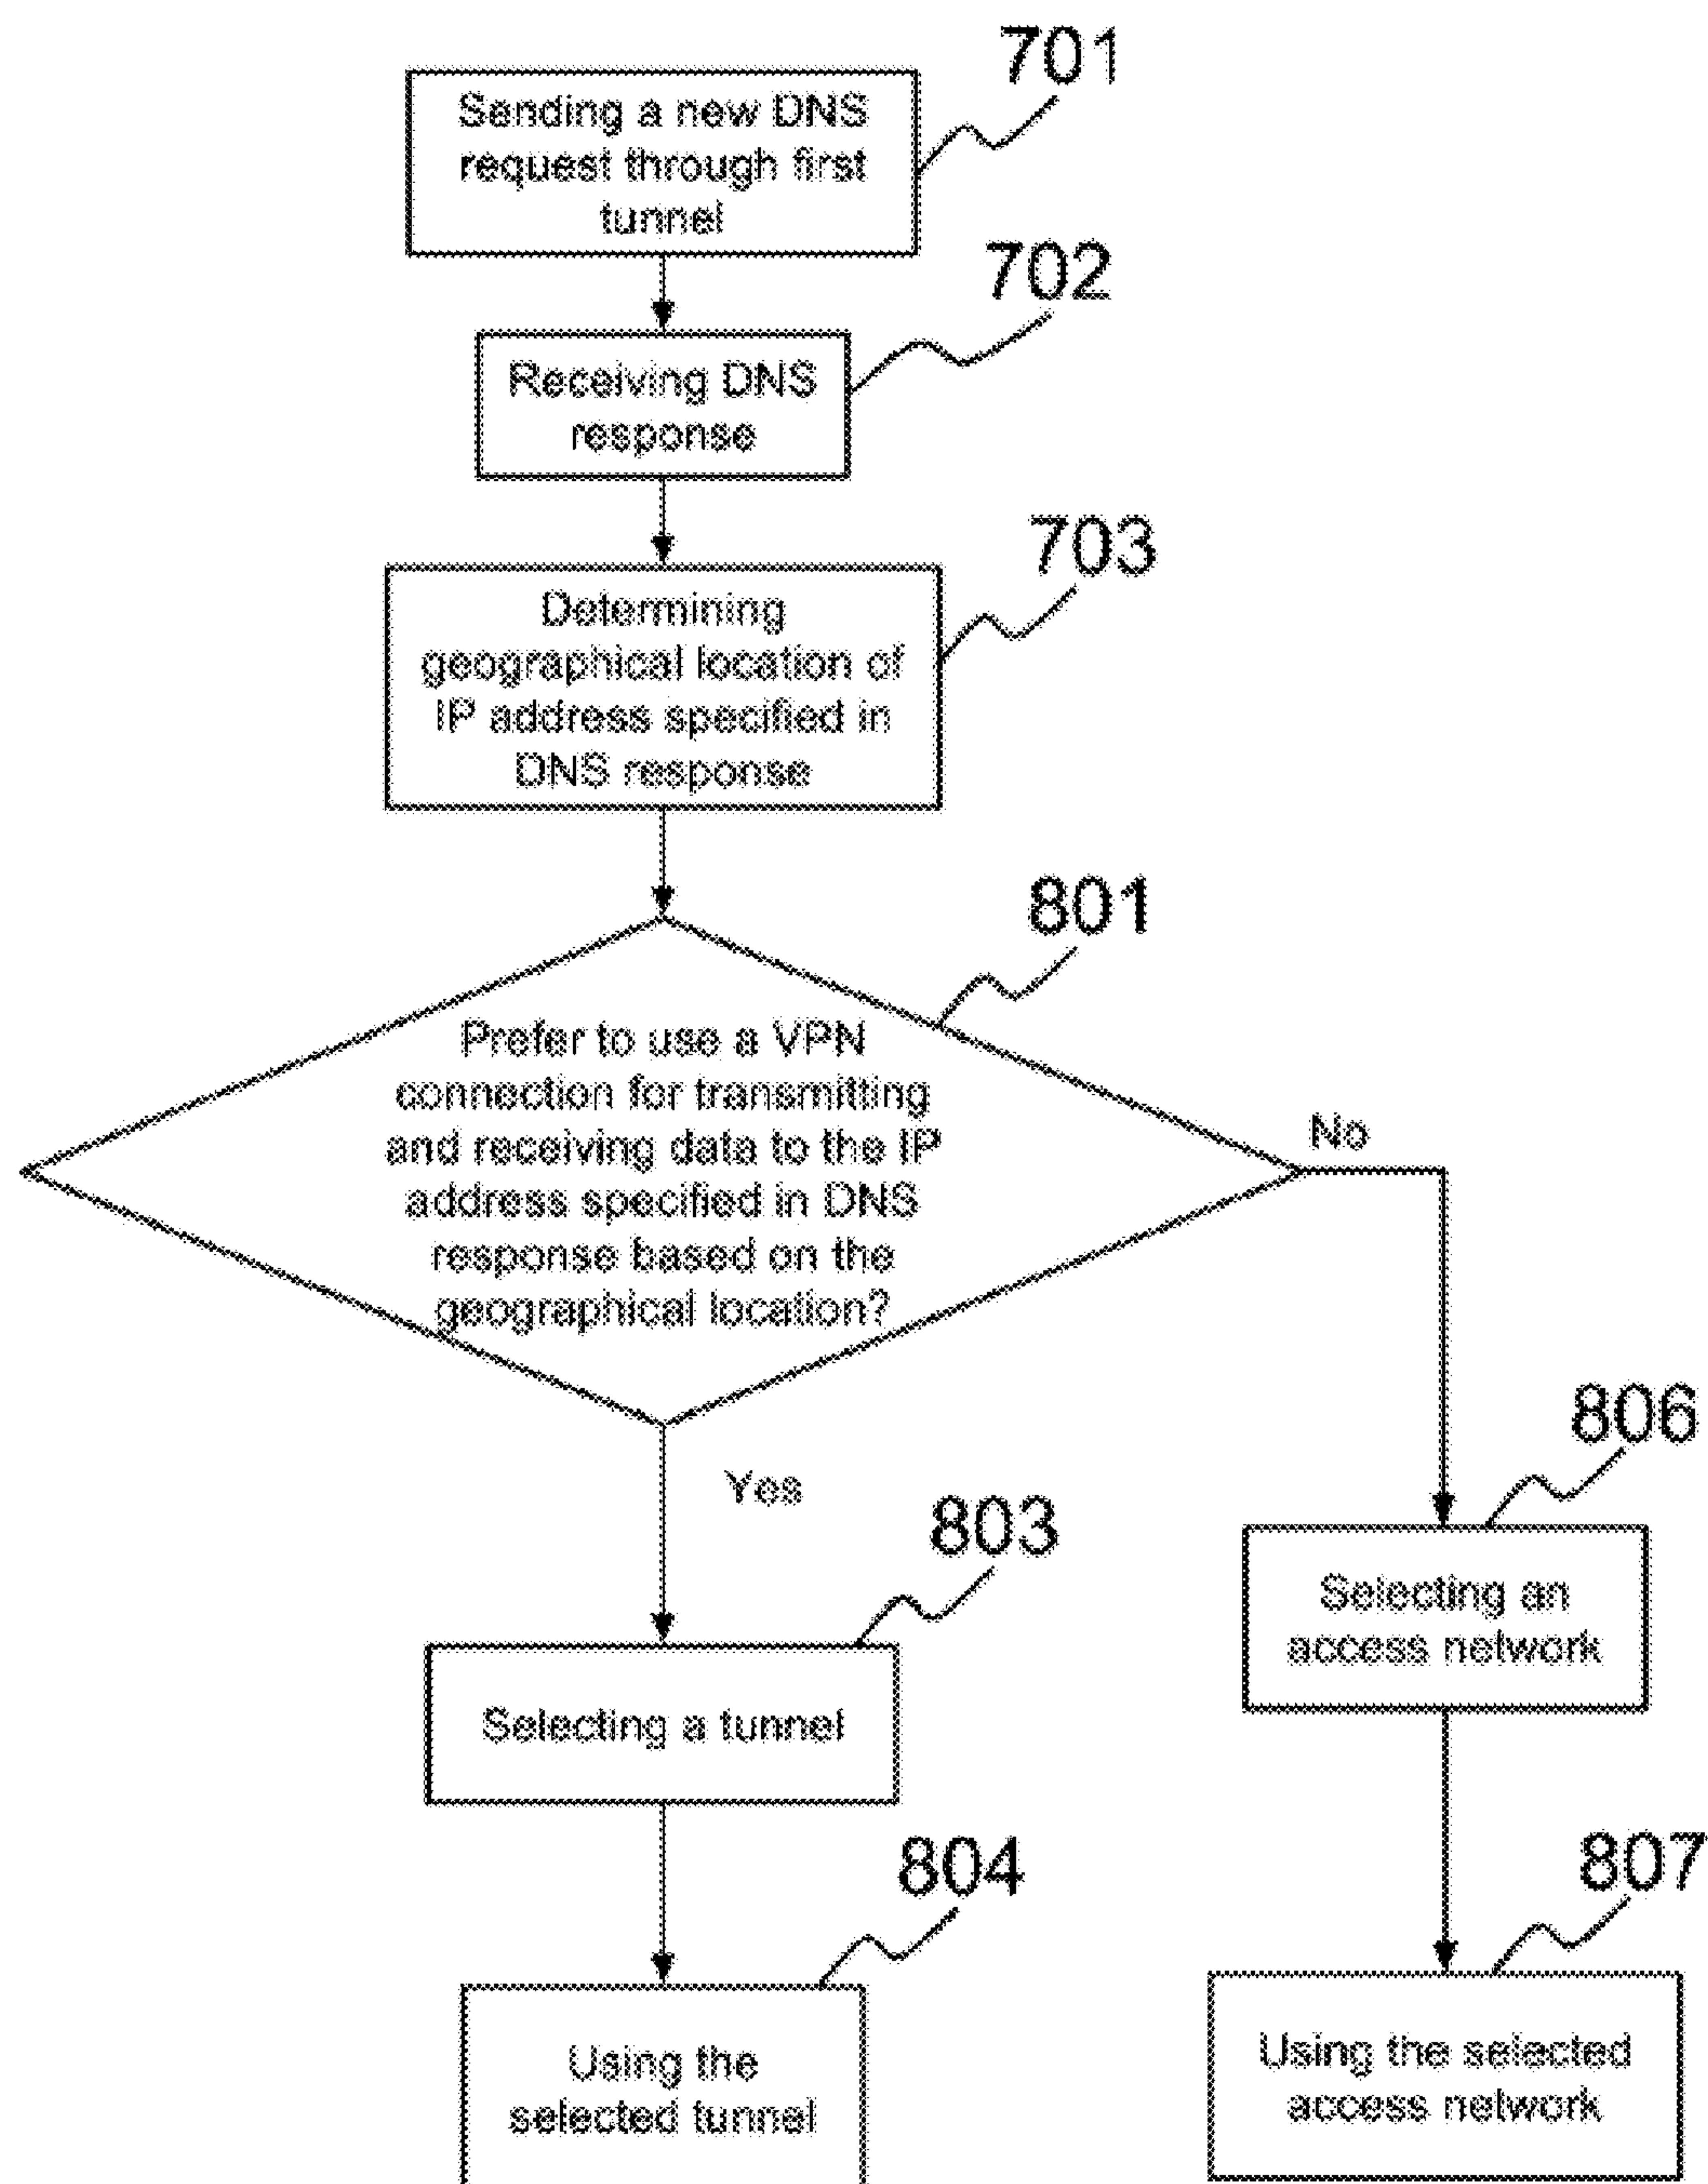 701
Sending a new DNS
request through first
tunnel
702
Receiving DNS
response
703
Determining
geographical location of
IP address specified in
DNS response
801
Prefer to use a VPN
connection for transmitting
and receiving data to the IP
address specified in DNS
response based on the
geographical location?
No
Yes
806
Selecting an
access network
803
Selecting a tunnel
807
Using the selected
access network
804
Using the
selected tunnel